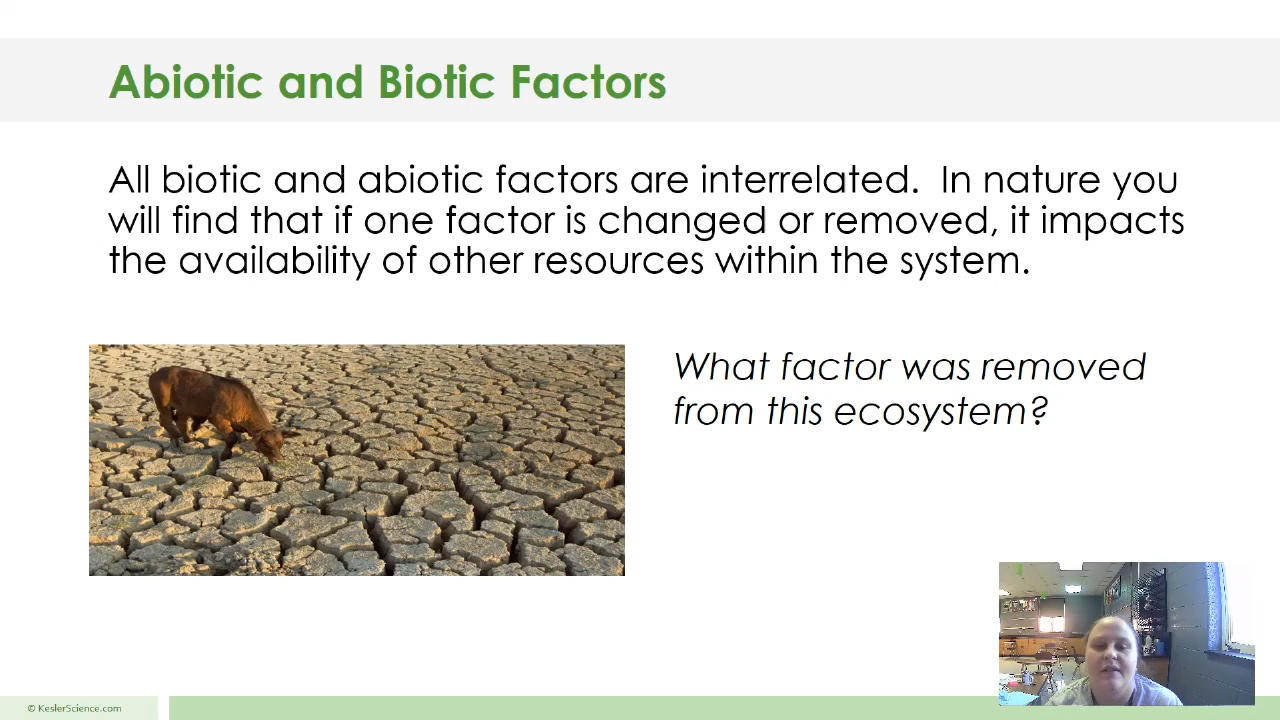 Abiotic and Biotic Factors
All biotic and abiotic factors are interrelated.  In nature you
will find that if one factor is changed or removed, it impacts
the availability of other resources within the system.
What factor was removed
from this ecosystem?
© KeslerScience.com